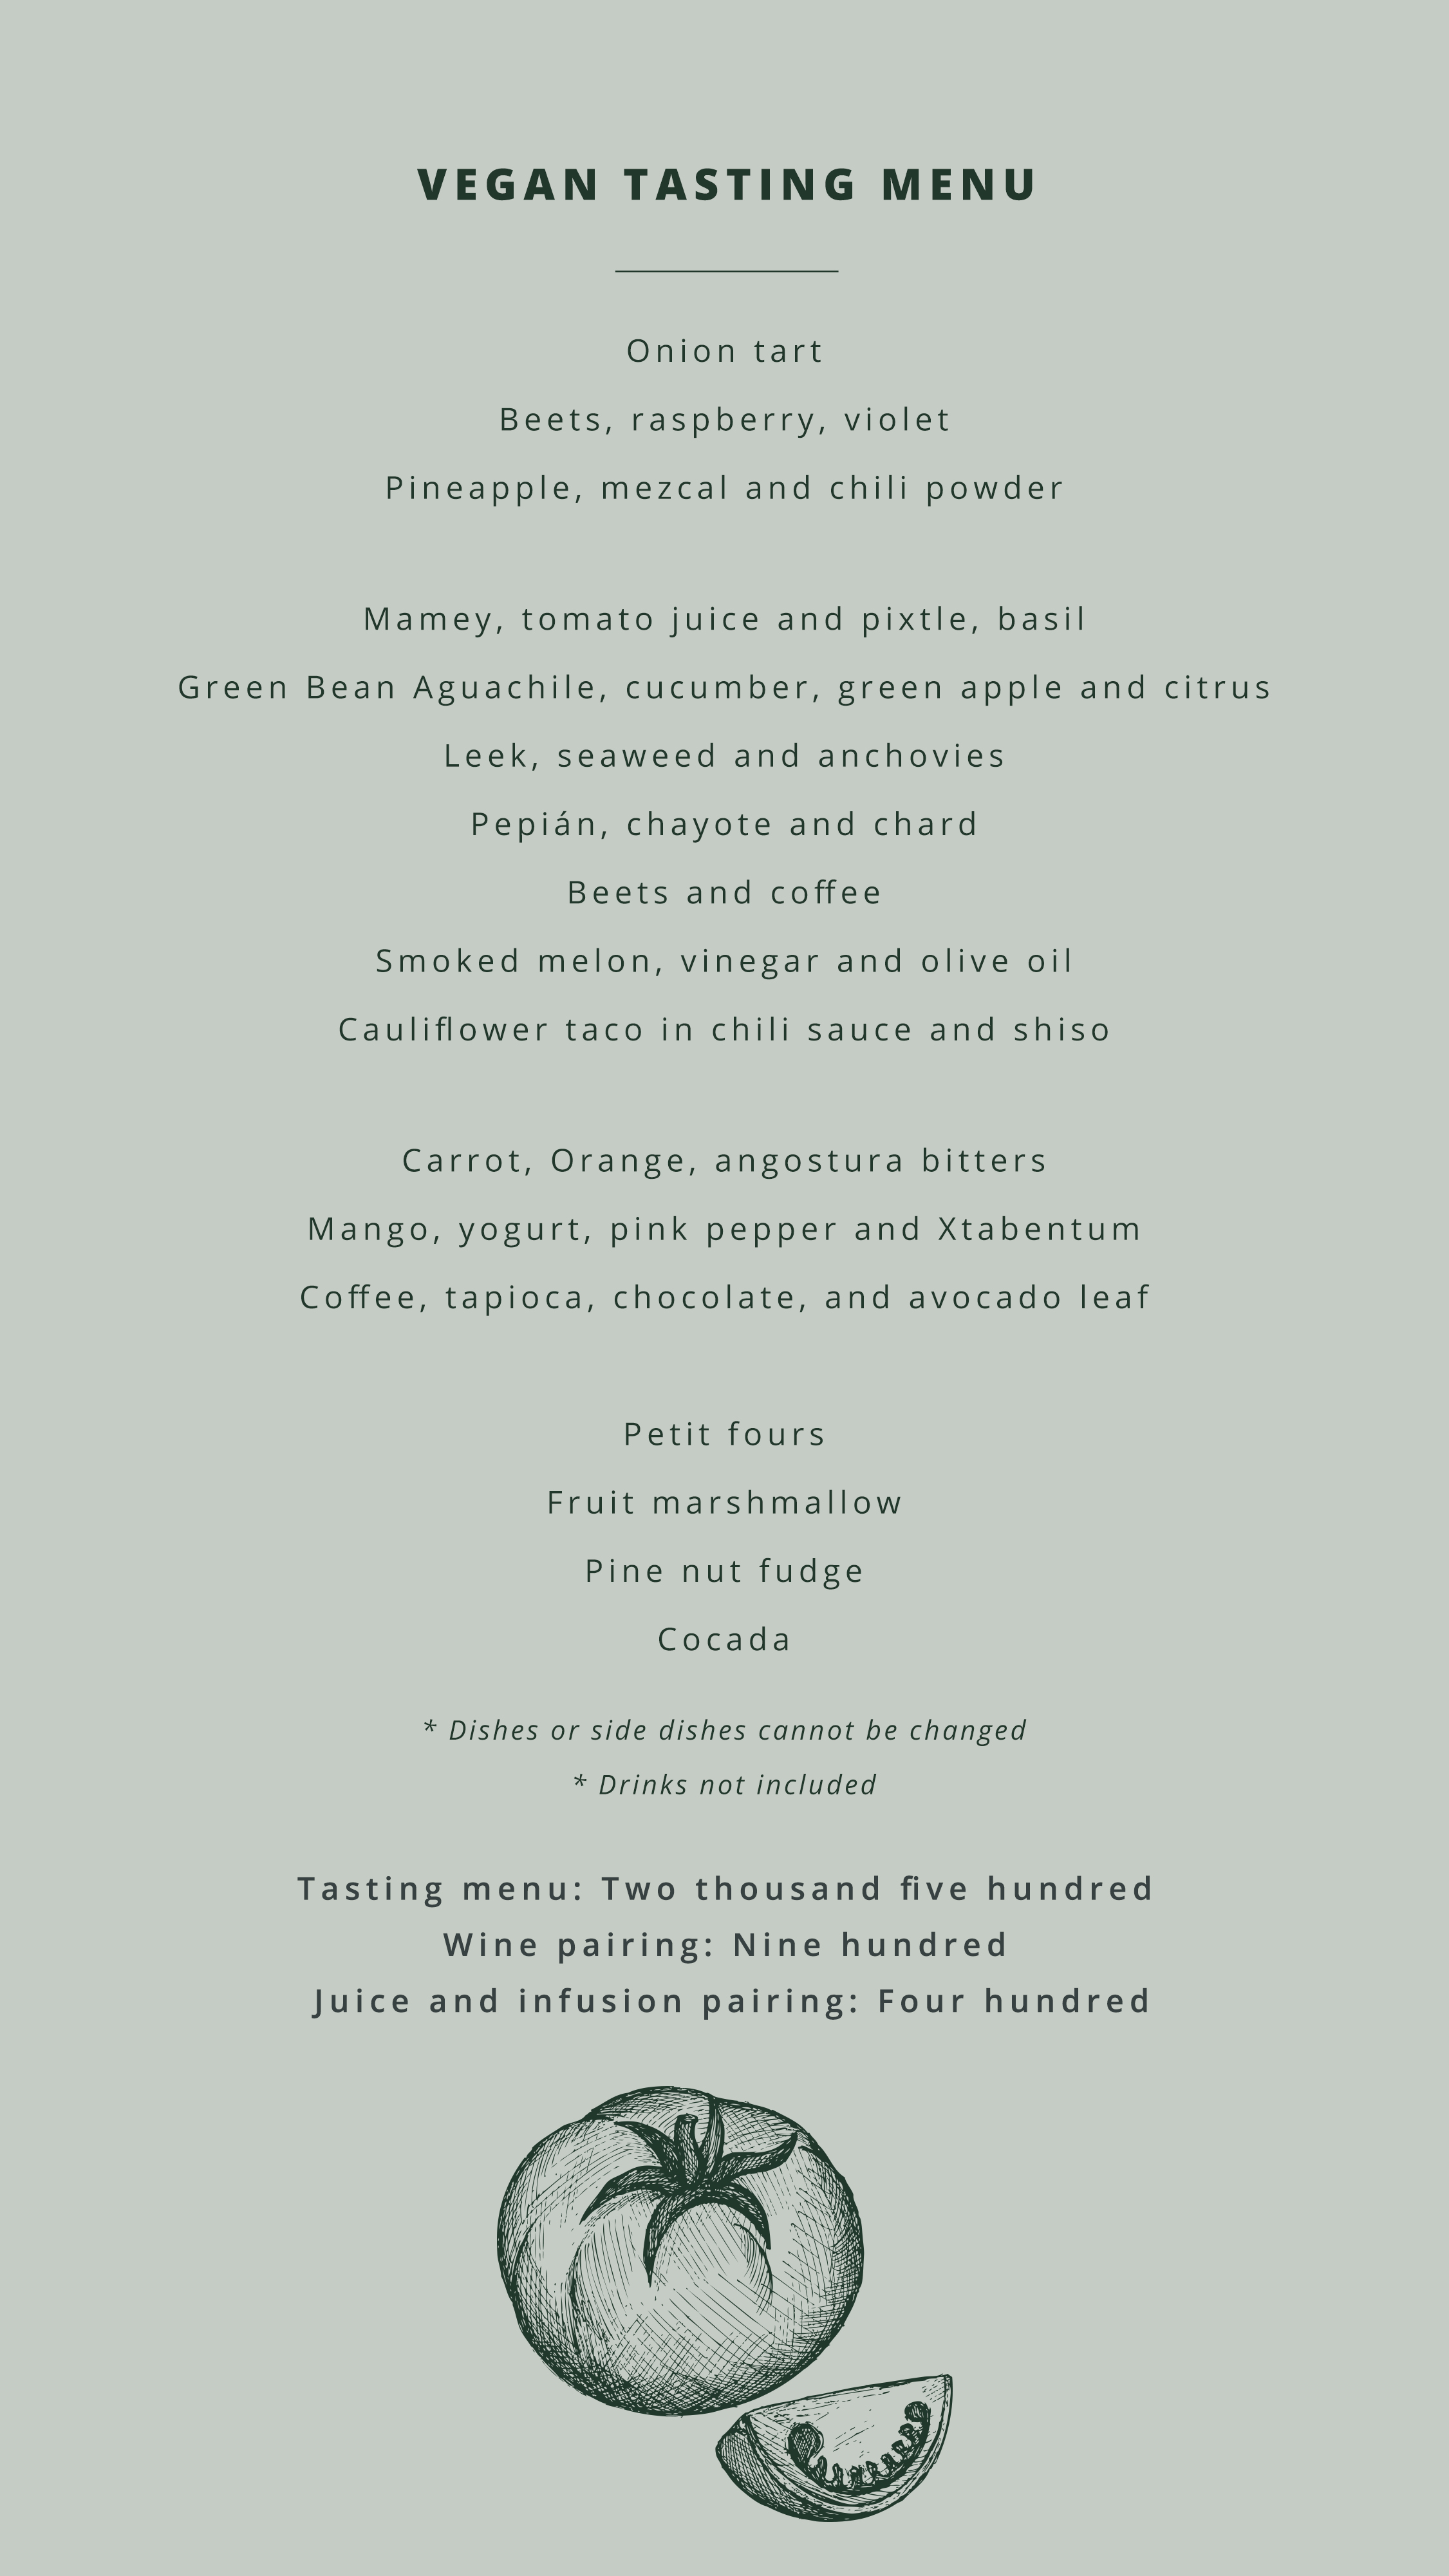 VEGAN TASTING MENU
Onion tart
Beets, raspberry, violet
Pineapple, mezcal and chili powder
Mamey, tomato juice and pixtle, basil
Green Bean Aguachile, cucumber, green apple and citrus
Leek, seaweed and anchovies
Pepián, chayote and chard
Beets and coffee
Smoked melon, vinegar and olive oil
Cauliflower taco in chili sauce and shiso
Carrot, Orange, angostura bitters
Mango, yogurt, pink pepper and Xtabentum
Coffee, tapioca, chocolate, and avocado leaf
Petit fours
Fruit marshmallow
Pine nut fudge
Cocada
* Dishes or side dishes cannot be changed
* Drinks not included
Tasting menu: Two thousand five hundred
Wine pairing: Nine hundred
Juice and infusion pairing: Four hundred